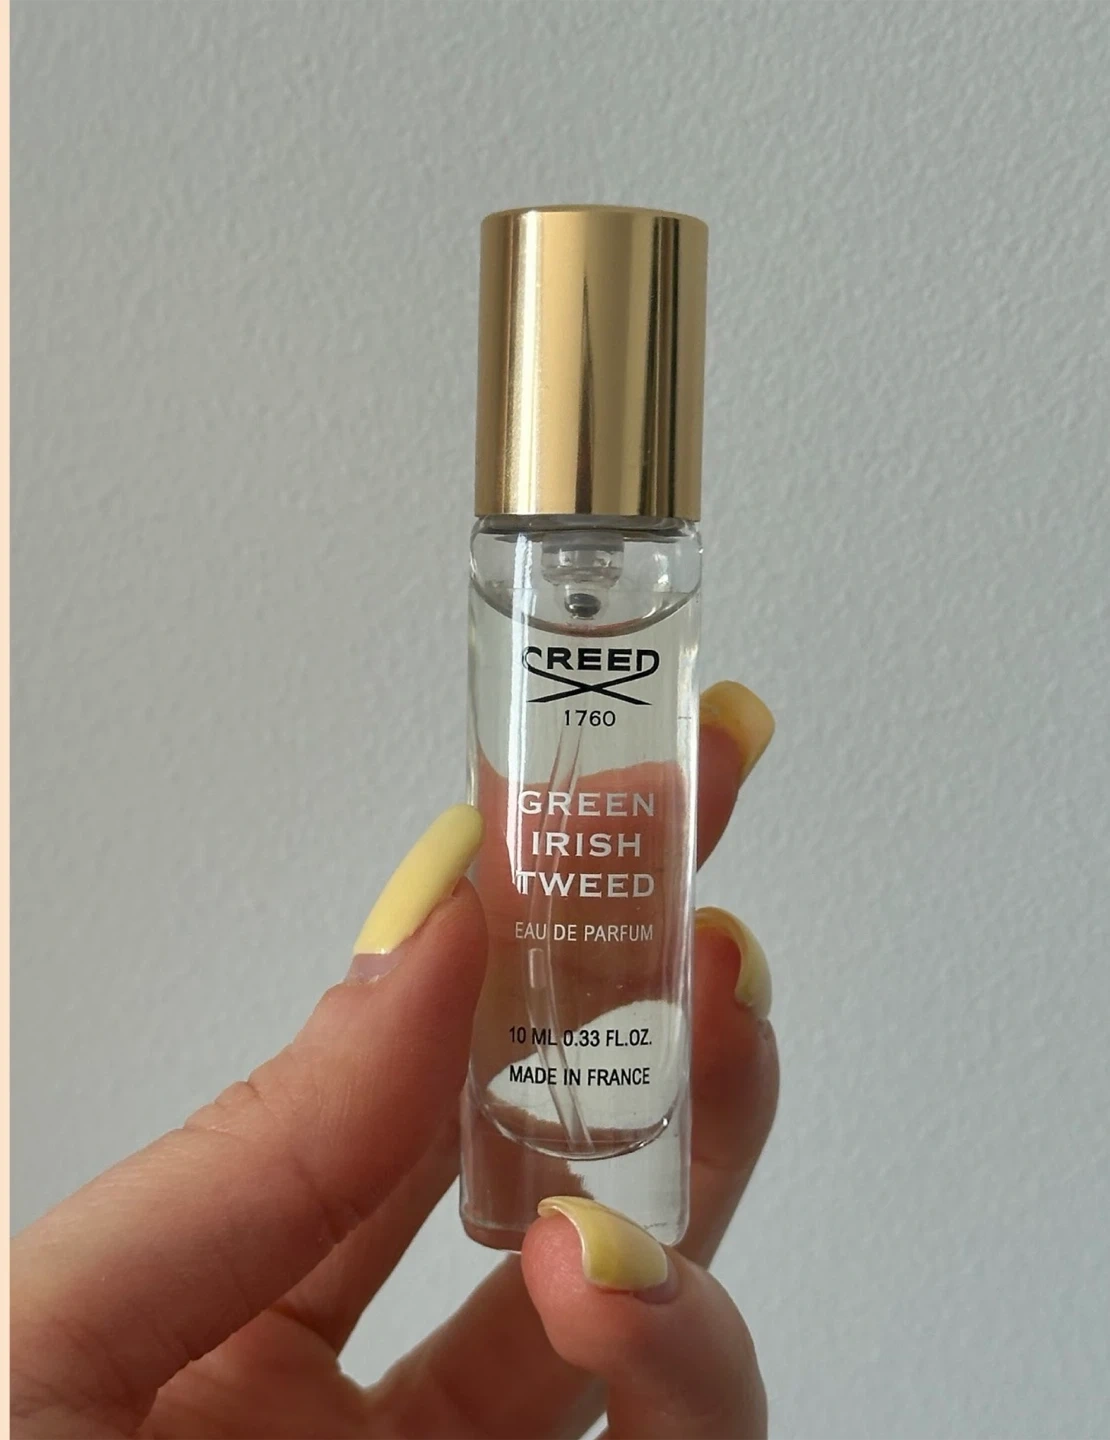 CREED
1760
GREEN
IRISH
TWEED
EAU DE PARFUM
10 ML 0.33 FL.OZ.
MADE IN FRANCE